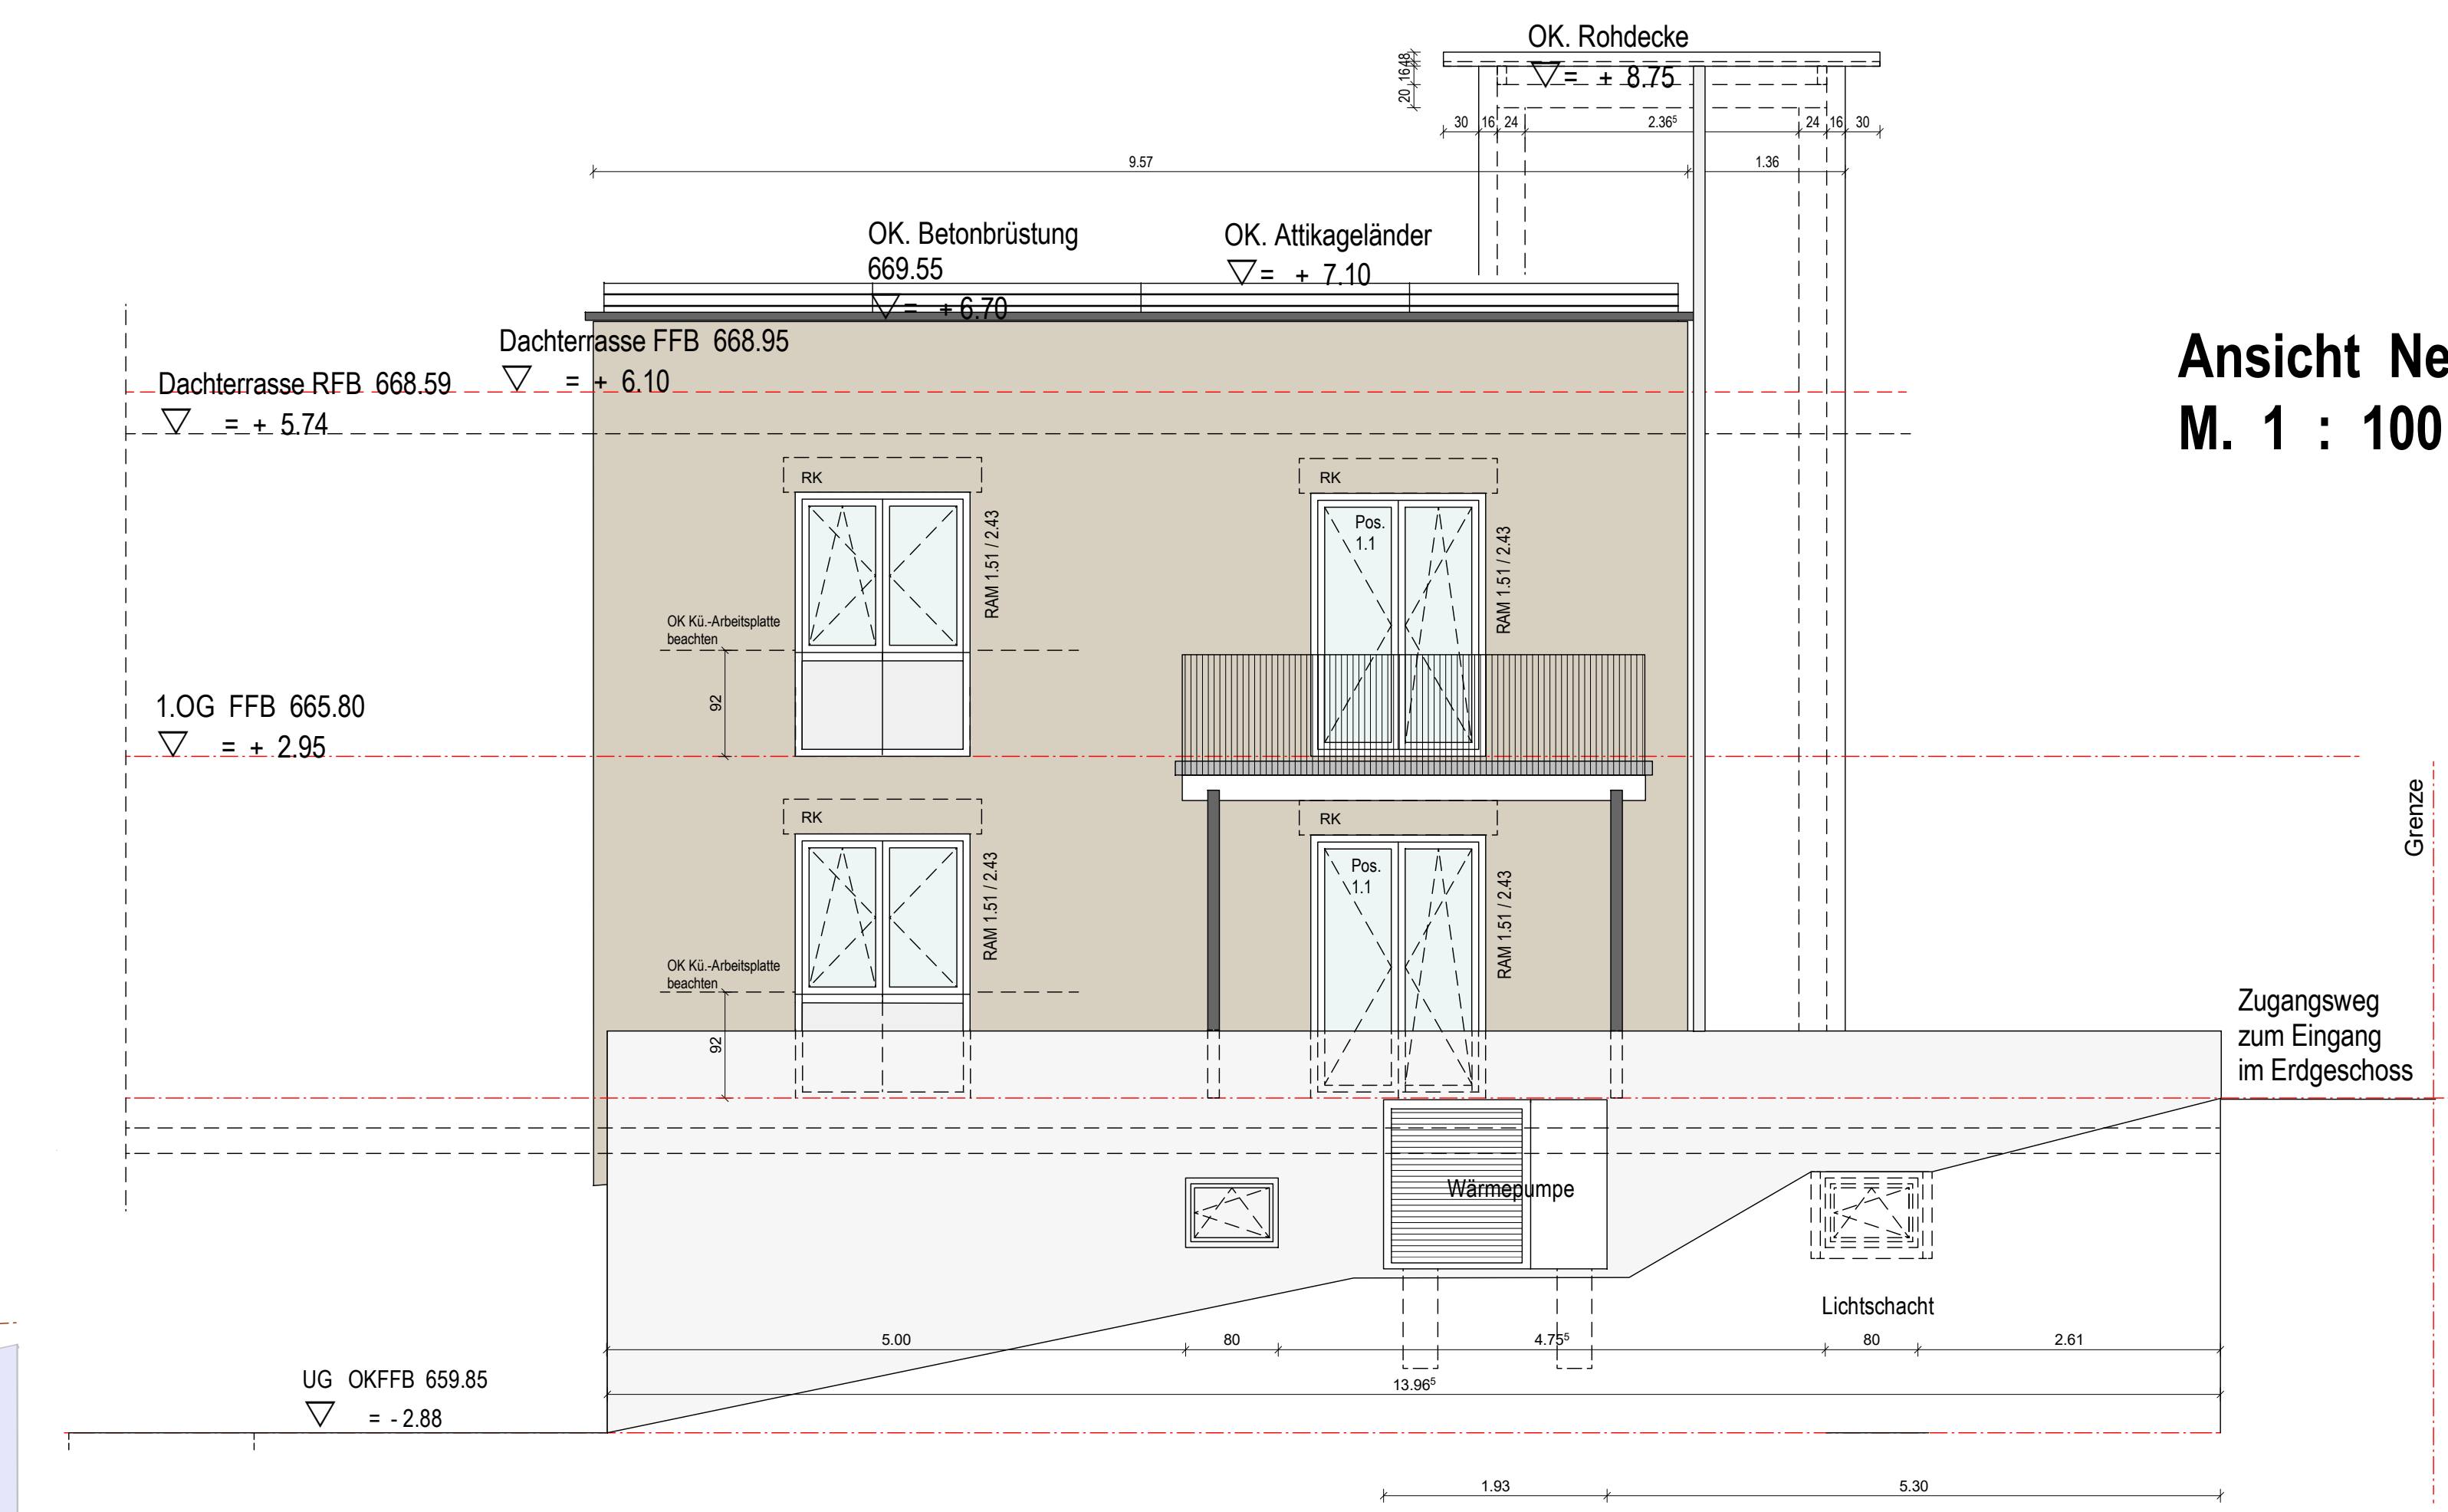 OK. Rohdecke
= + 8.75
20 16 48
30 16 24 2.36⁵ 24 16 30
9.57 1.36
OK. Betonbrüstung
669.55
= + 6.70
OK. Attikageländer
= + 7.10
Dachterrasse FFB 668.95
= + 6.10
Dachterrasse RFB 668.59
= + 5.74
Ansicht Ne
M. 1 : 100
RK
RAM 1.51 / 2.43
RK
Pos.
1.1
RAM 1.51 / 2.43
OK Kü.-Arbeitsplatte
beachten
92
1.OG FFB 665.80
= + 2.95
Grenze
RK
RAM 1.51 / 2.43
RK
Pos.
1.1
RAM 1.51 / 2.43
OK Kü.-Arbeitsplatte
beachten
92
Zugangsweg
zum Eingang
im Erdgeschoss
Wärmepumpe
Lichtschacht
5.00 80 4.75⁵ 80 2.61
13.96⁵
UG OKFFB 659.85
= - 2.88
1.93 5.30